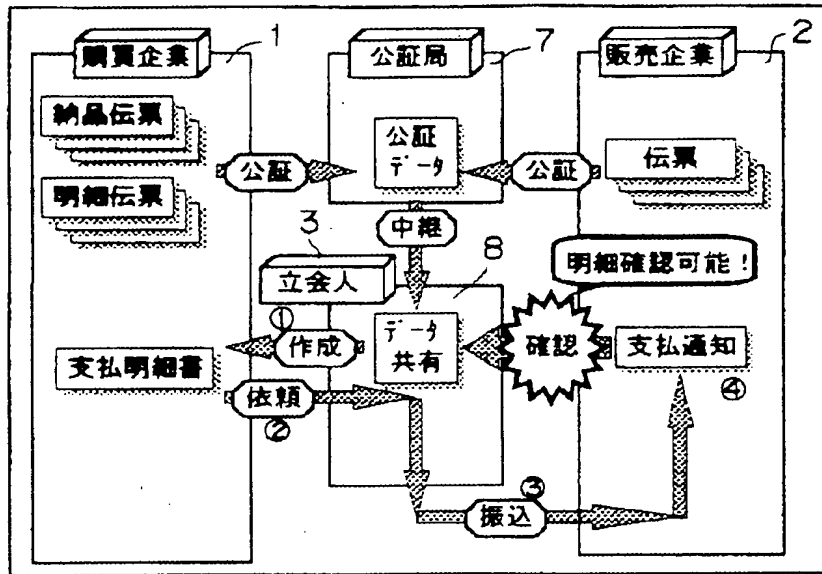 購買企業
1
公証局
7
販売企業
2
納品伝票
公証
データ
伝票
公証
公証
明細伝票
中継
3
8
明細確認可能！
立会人
①
作成
データ
共有
確認
支払通知
支払明細書
④
依頼
②
③
振込